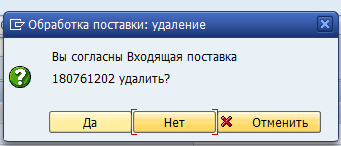 Обработка поставки: удаление
Вы согласны Входящая поставка
180761202 удалить?
Да
Нет
Отменить